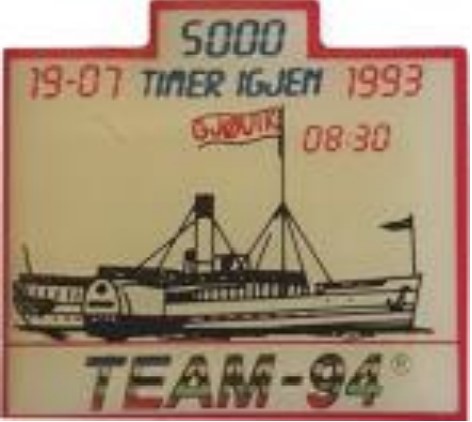 5000
19-07 TIMER IGJEN 1993
GJØVIK
08:30
TEAM-94®